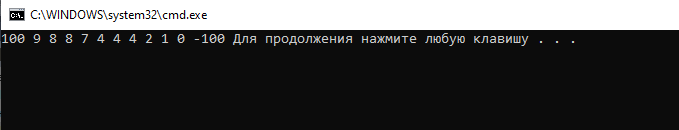 C:\WINDOWS\system32\cmd.exe
100 9 8 8 7 4 4 4 2 1 0 -100 Для продолжения нажмите любую клавишу . . .